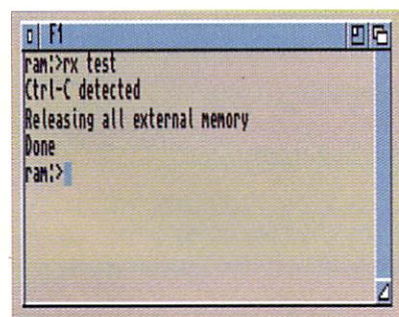 F1
ram:>rx test
Ctrl-C detected
Releasing all external memory
Done
ram:>